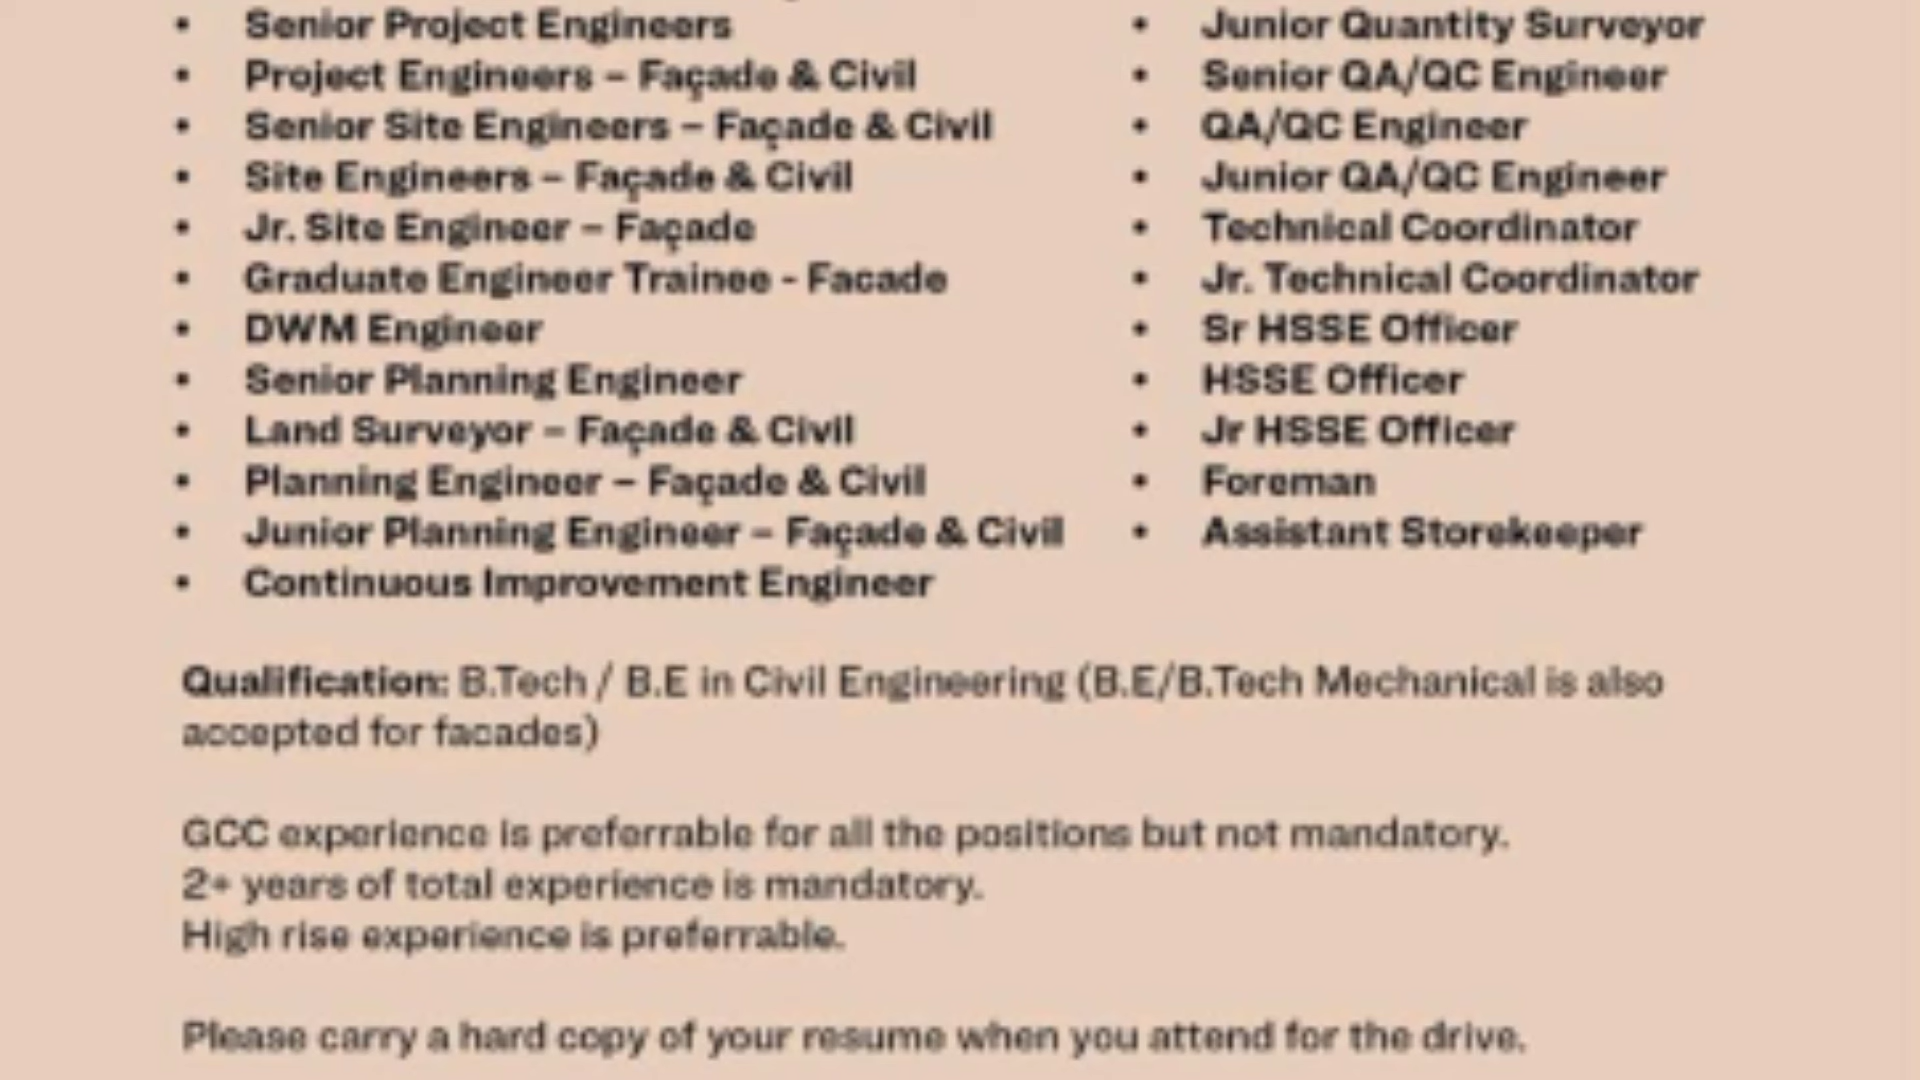 • Senior Project Engineers
• Project Engineers – Façade & Civil
• Senior Site Engineers – Façade & Civil
• Site Engineers – Façade & Civil
• Jr. Site Engineer – Façade
• Graduate Engineer Trainee - Facade
• DWM Engineer
• Senior Planning Engineer
• Land Surveyor – Façade & Civil
• Planning Engineer – Façade & Civil
• Junior Planning Engineer – Façade & Civil
• Continuous Improvement Engineer
• Junior Quantity Surveyor
• Senior QA/QC Engineer
• QA/QC Engineer
• Junior QA/QC Engineer
• Technical Coordinator
• Jr. Technical Coordinator
• Sr HSSE Officer
• HSSE Officer
• Jr HSSE Officer
• Foreman
• Assistant Storekeeper
Qualification: B.Tech / B.E in Civil Engineering (B.E/B.Tech Mechanical is also
accepted for facades)
GCC experience is preferrable for all the positions but not mandatory.
2+ years of total experience is mandatory.
High rise experience is preferrable.
Please carry a hard copy of your resume when you attend for the drive.